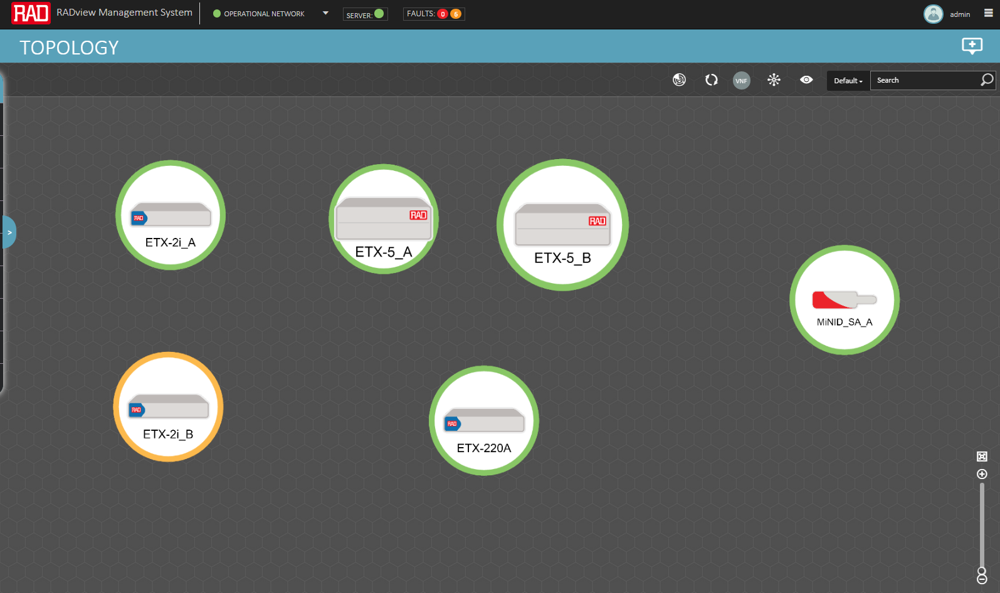 RAD RADview Management System OPERATIONAL NETWORK SERVER: FAULTS: 0 5 admin
TOPOLOGY
VNF Default Search
RAD
ETX-2i_A
RAD
ETX-5_A
RAD
ETX-5_B
MiNID_SA_A
RAD
ETX-2i_B
RAD
ETX-220A